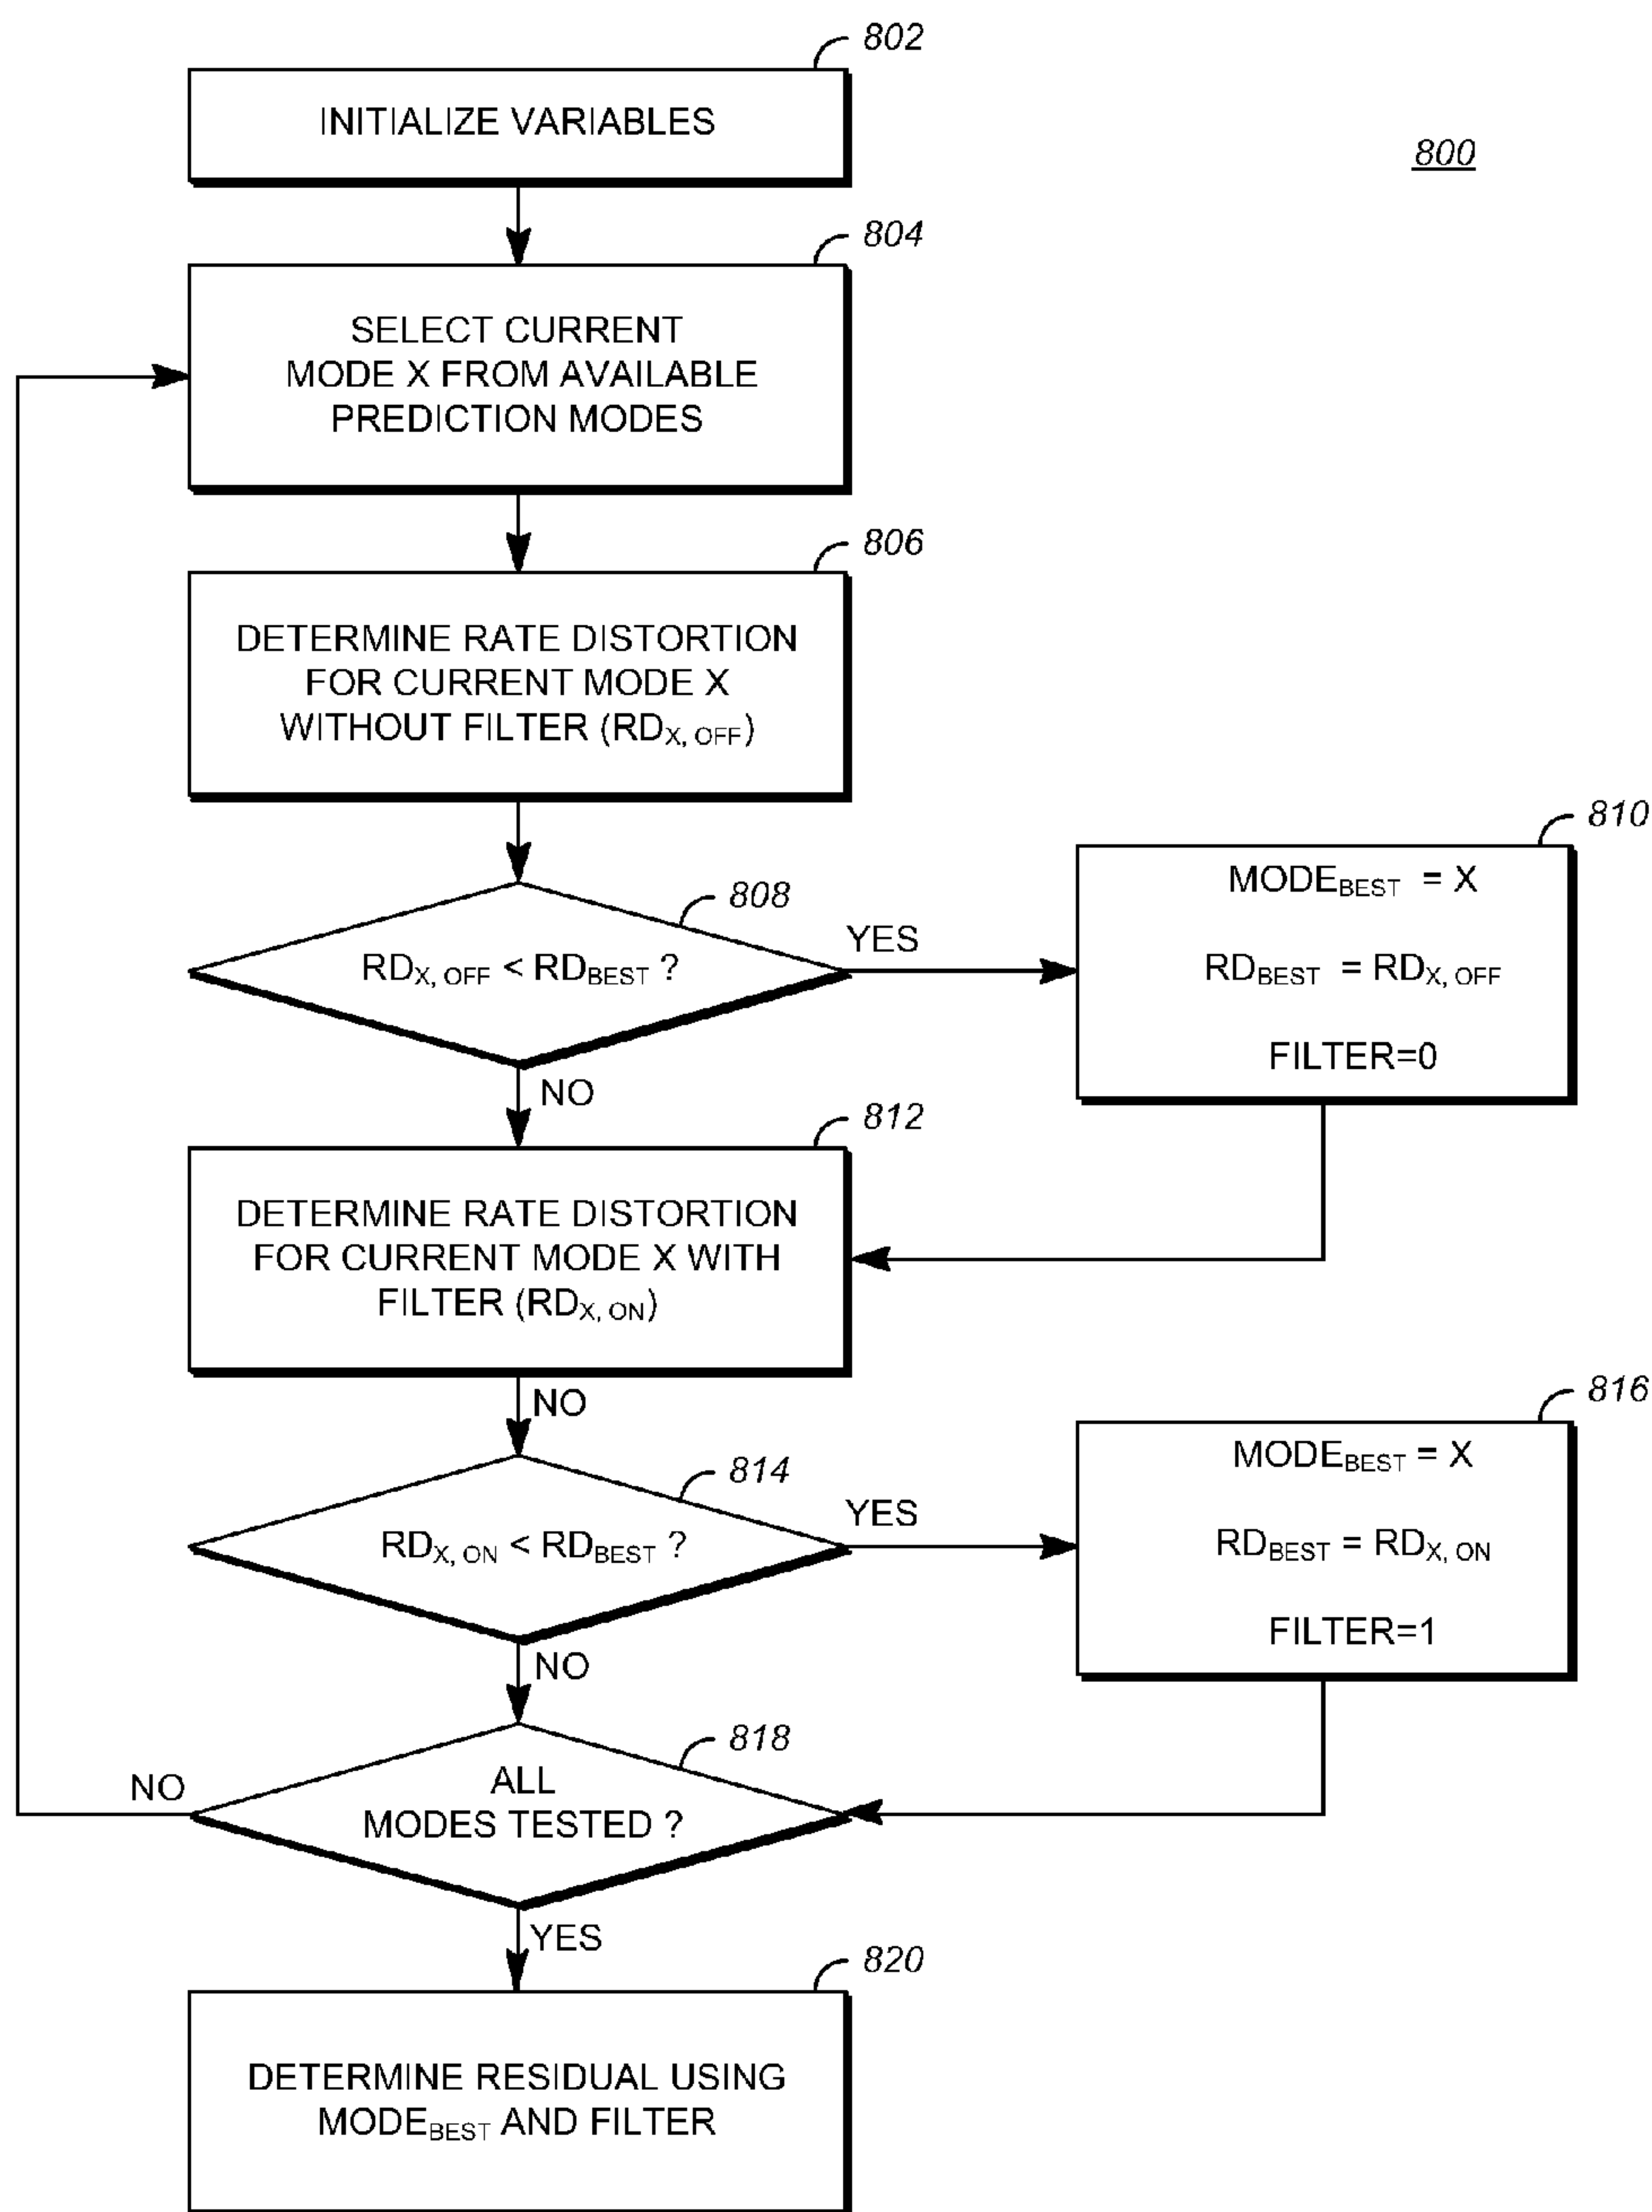 802
INITIALIZE VARIABLES
800
804
SELECT CURRENT
MODE X FROM AVAILABLE
PREDICTION MODES
806
DETERMINE RATE DISTORTION
FOR CURRENT MODE X
WITHOUT FILTER (RDX, OFF)
808
RDX, OFF < RDBEST ?
YES
810
MODEBEST = X
RDBEST = RDX, OFF
FILTER=0
NO
812
DETERMINE RATE DISTORTION
FOR CURRENT MODE X WITH
FILTER (RDX, ON)
NO
814
RDX, ON < RDBEST ?
YES
816
MODEBEST = X
RDBEST = RDX, ON
FILTER=1
NO
818
ALL
MODES TESTED ?
NO
YES
820
DETERMINE RESIDUAL USING
MODEBEST AND FILTER